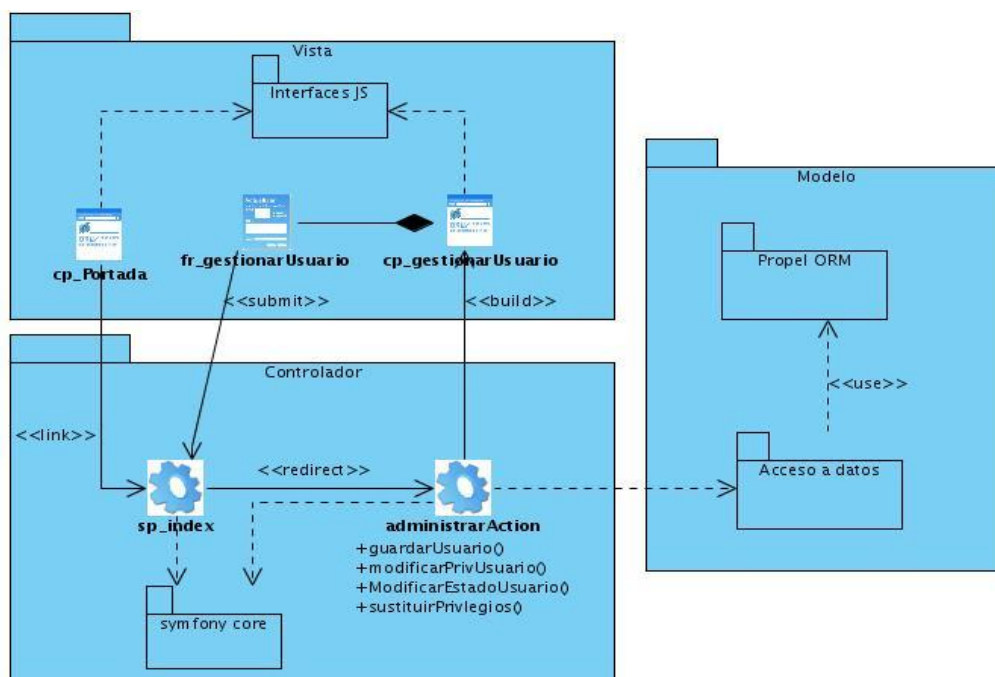 Vista
Interfaces JS
cp_Portada
fr_gestionarUsuario
cp_gestionarUsuario
<<submit>>
<<build>>
Modelo
Propel ORM
<<use>>
Acceso a datos
Controlador
<<link>>
<<redirect>>
sp_index
administrarAction
+guardarUsuario()
+modificarPrivUsuario()
+ModificarEstadoUsuario()
+sustituirPrivlegios()
symfony core